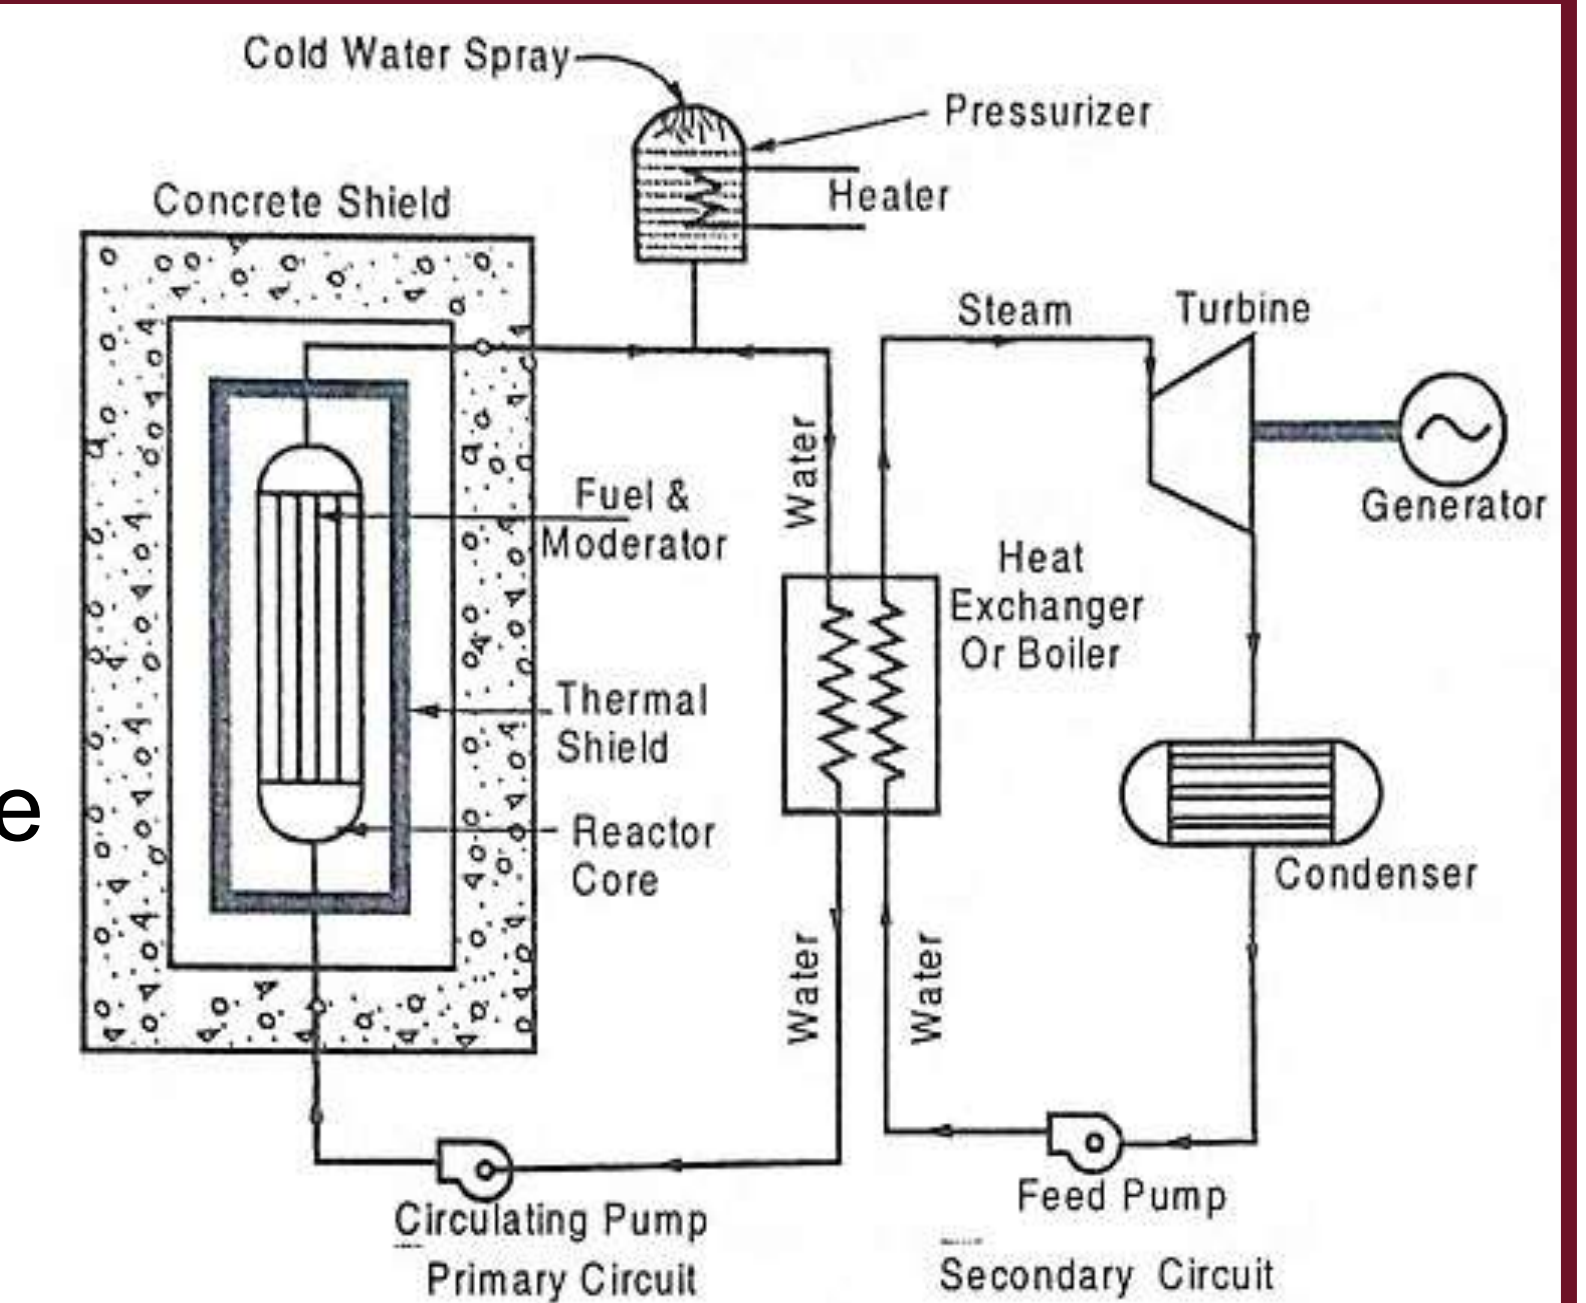 Cold Water Spray
Pressurizer
Heater
Concrete Shield
Steam
Turbine
Generator
Water
Fuel &
Moderator
Heat
Exchanger
Or Boiler
Thermal
Shield
e
Reactor
Core
Condenser
Water
Water
Feed Pump
Circulating Pump
Primary Circuit
Secondary Circuit